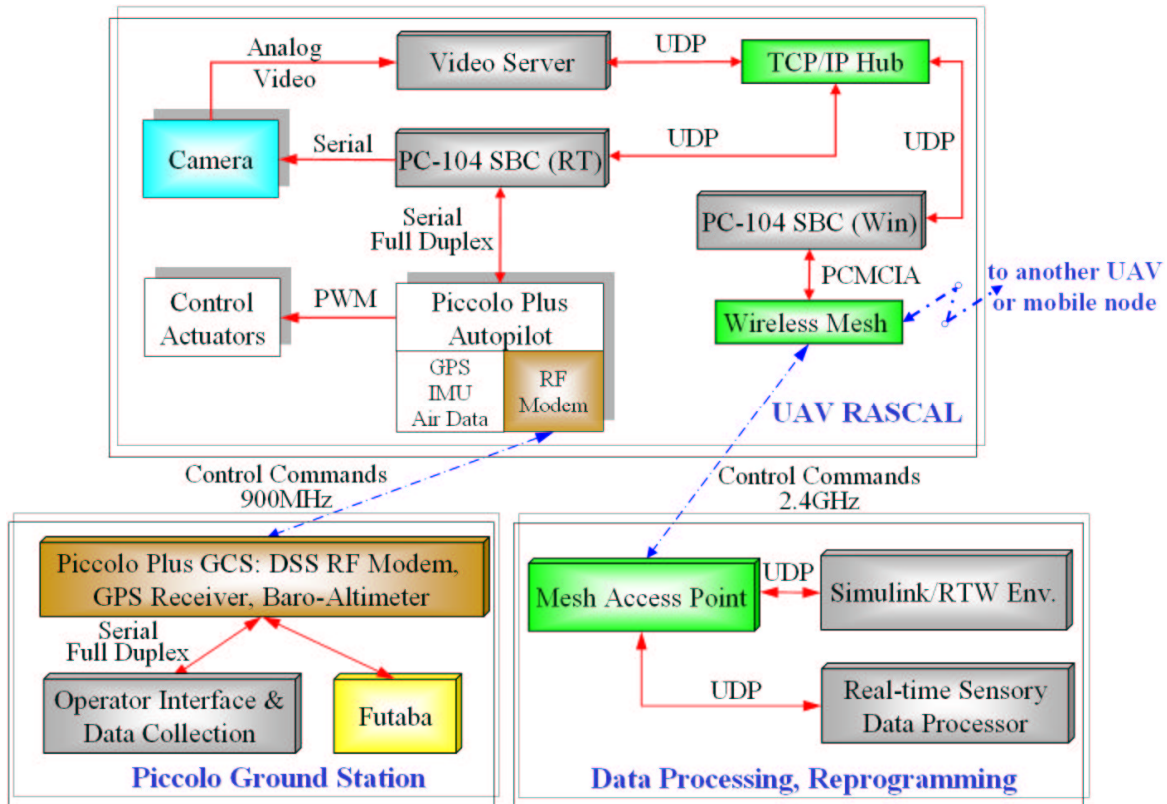 Analog
Video
Video Server
UDP
TCP/IP Hub
Camera
Serial
PC-104 SBC (RT)
UDP
UDP
Serial
Full Duplex
PC-104 SBC (Win)
PCMCIA
to another UAV
or mobile node
Control
Actuators
PWM
Piccolo Plus
Autopilot
GPS
IMU
Air Data
RF
Modem
Wireless Mesh
UAV RASCAL
Control Commands
900MHz
Control Commands
2.4GHz
Piccolo Plus GCS: DSS RF Modem,
GPS Receiver, Baro-Altimeter
Serial
Full Duplex
Operator Interface &
Data Collection
Futaba
Piccolo Ground Station
Mesh Access Point
UDP
Simulink/RTW Env.
UDP
Real-time Sensory
Data Processor
Data Processing, Reprogramming